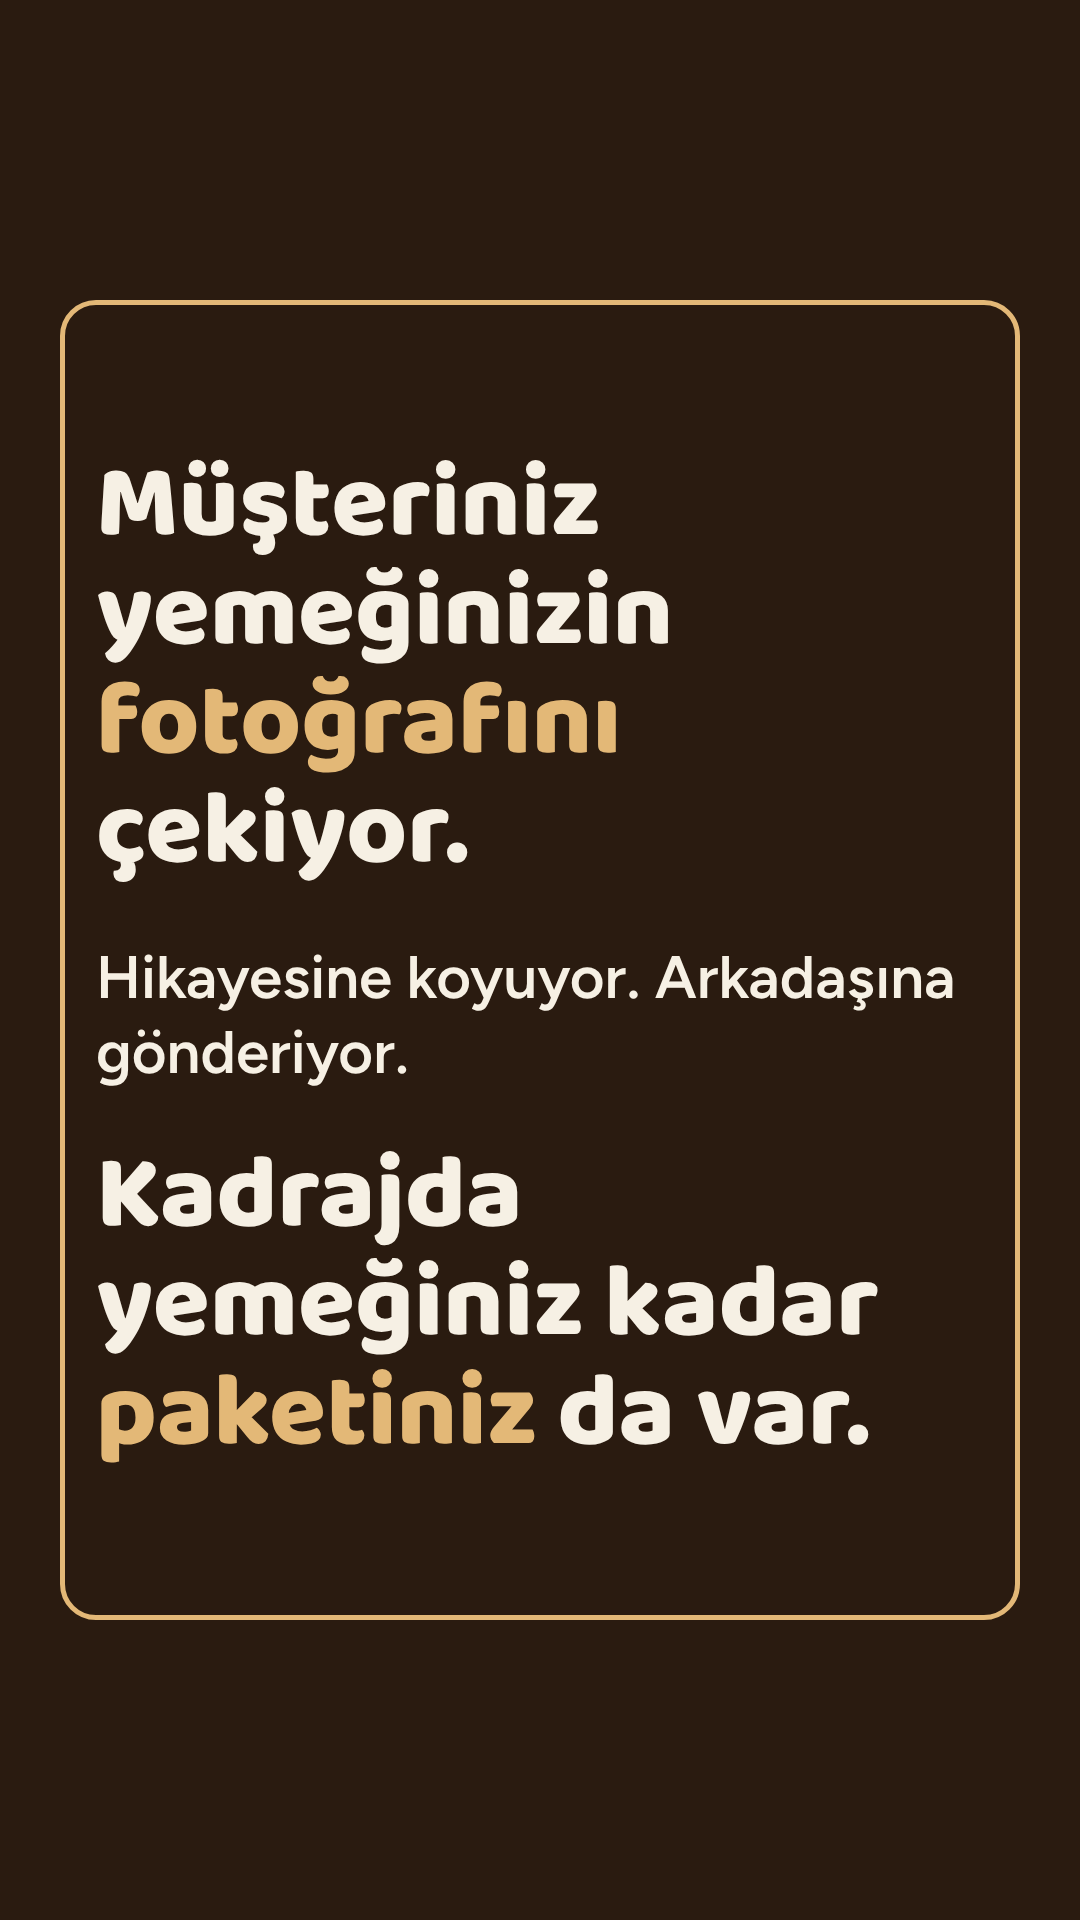 Müşteriniz
yemeğinizin
fotoğrafını
çekiyor.
Hikayesine koyuyor. Arkadaşına
gönderiyor.
Kadrajda
yemeğiniz kadar
paketiniz da var.